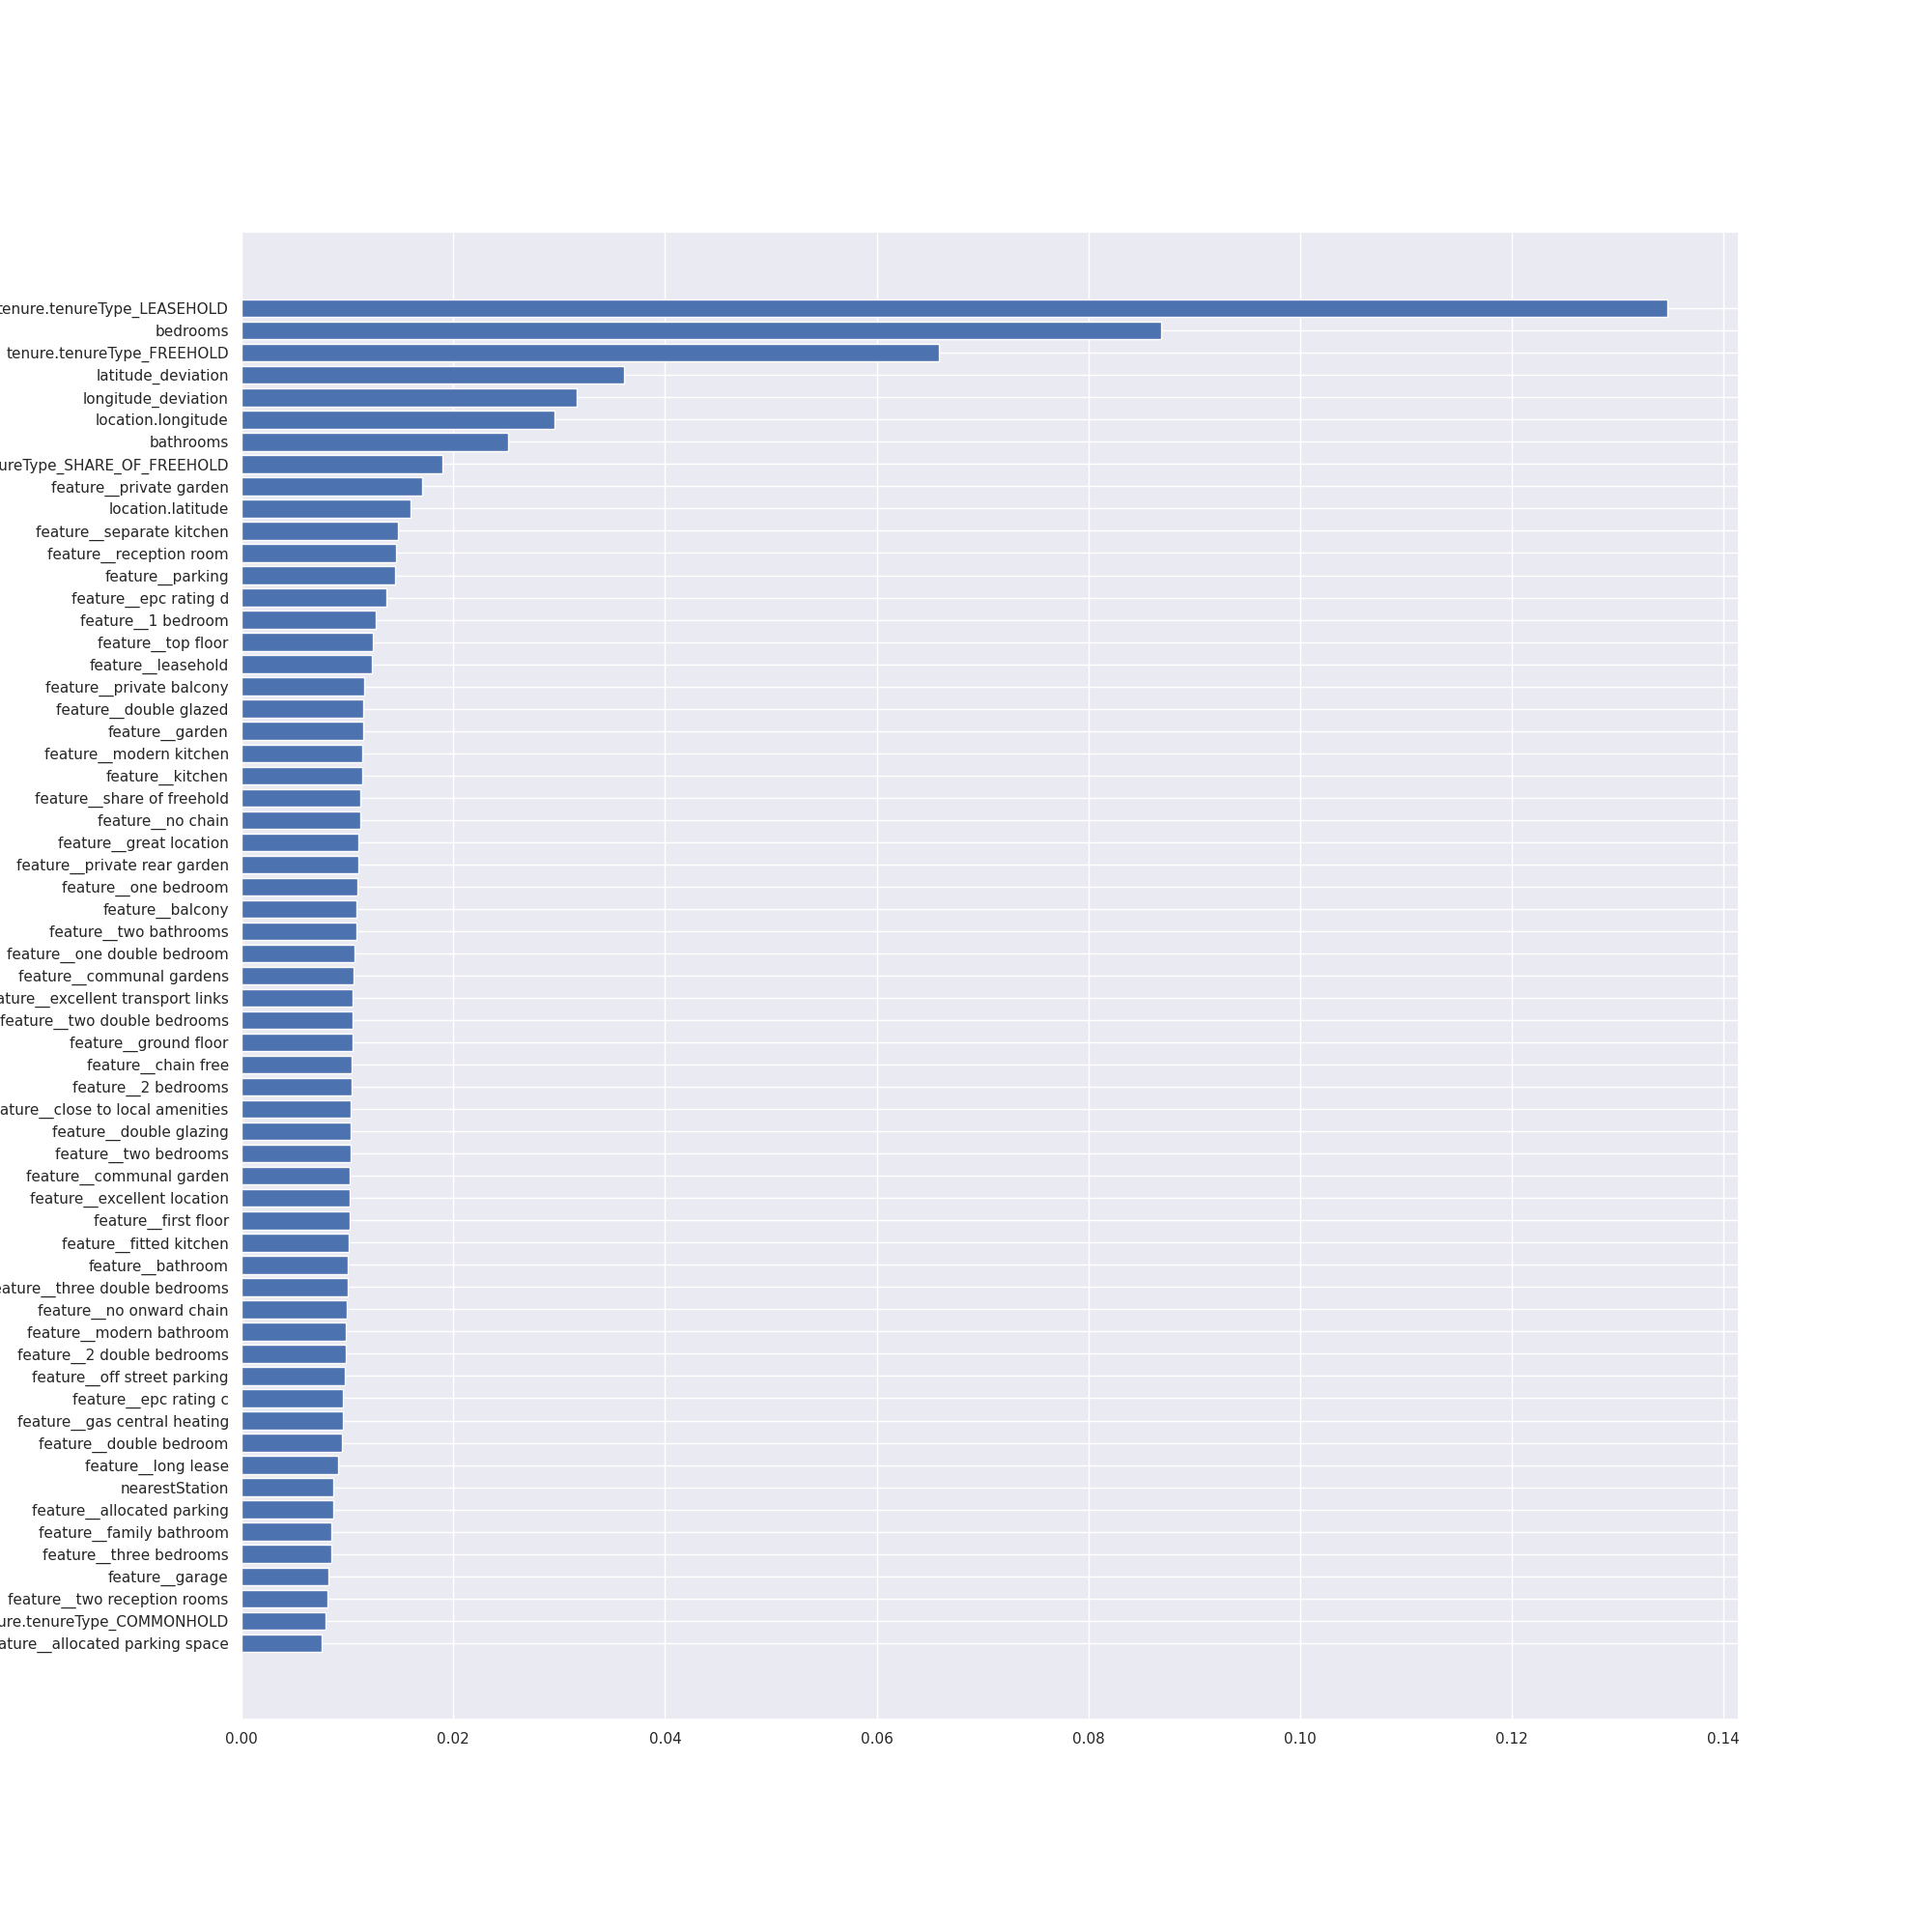 tenure.tenureType_LEASEHOLD
bedrooms
tenure.tenureType_FREEHOLD
latitude_deviation
longitude_deviation
location.longitude
bathrooms
ureType_SHARE_OF_FREEHOLD
feature__private garden
location.latitude
feature__separate kitchen
feature__reception room
feature__parking
feature__epc rating d
feature__1 bedroom
feature__top floor
feature__leasehold
feature__private balcony
feature__double glazed
feature__garden
feature__modern kitchen
feature__kitchen
feature__share of freehold
feature__no chain
feature__great location
feature__private rear garden
feature__one bedroom
feature__balcony
feature__two bathrooms
feature__one double bedroom
feature__communal gardens
ature__excellent transport links
feature__two double bedrooms
feature__ground floor
feature__chain free
feature__2 bedrooms
ature__close to local amenities
feature__double glazing
feature__two bedrooms
feature__communal garden
feature__excellent location
feature__first floor
feature__fitted kitchen
feature__bathroom
eature__three double bedrooms
feature__no onward chain
feature__modern bathroom
feature__2 double bedrooms
feature__off street parking
feature__epc rating c
feature__gas central heating
feature__double bedroom
feature__long lease
nearestStation
feature__allocated parking
feature__family bathroom
feature__three bedrooms
feature__garage
feature__two reception rooms
ure.tenureType_COMMONHOLD
ature__allocated parking space
0.00 0.02 0.04 0.06 0.08 0.10 0.12 0.14